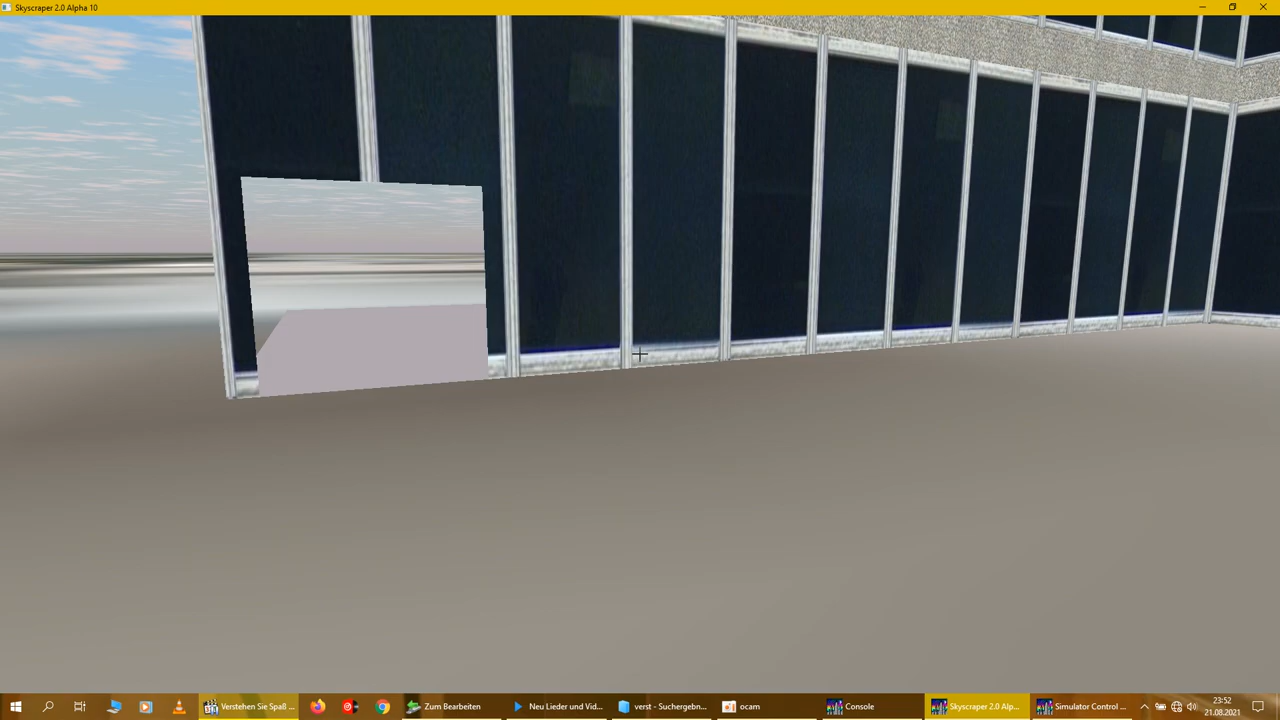 Skyscraper 2.0 Alpha 10
Verstehen Sie Spaß ...
Zum Bearbeiten
Neu Lieder und Vid...
verst - Suchergebn...
ocam
Console
Skyscraper 2.0 Alp...
Simulator Control ...
23:52
21.08.2021